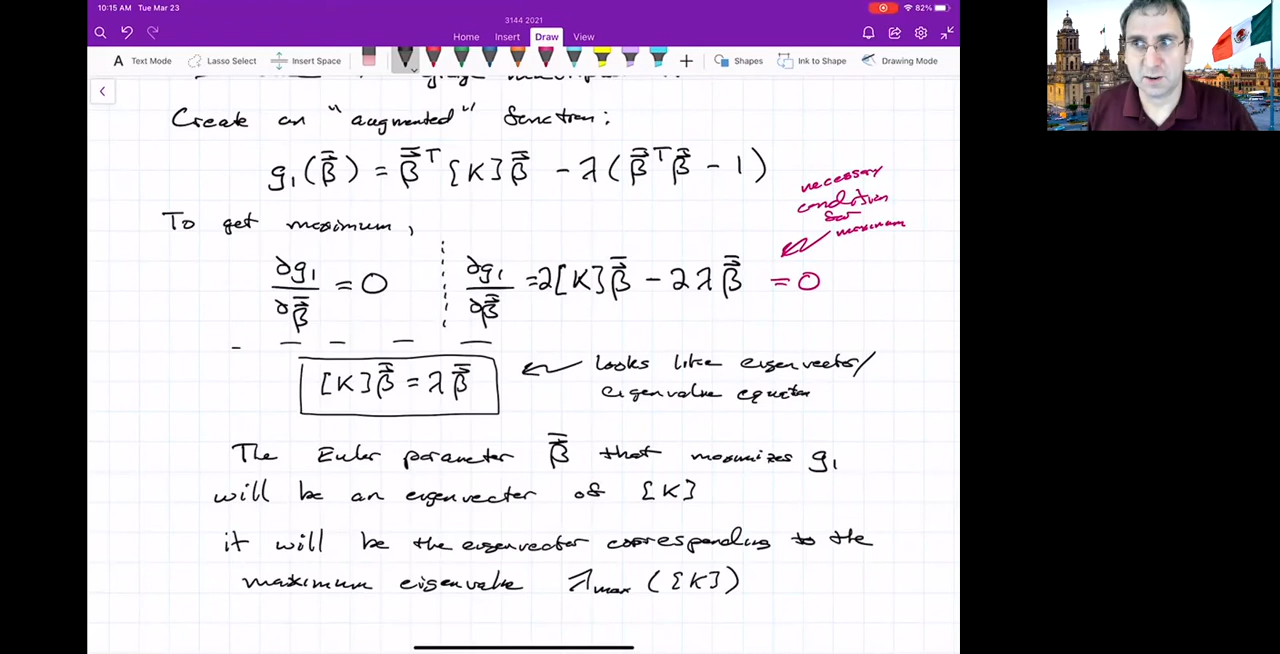 10:15 AM Tue Mar 23
82%
3144 2021
Home Insert Draw View
Text Mode Lasso Select Insert Space Shapes Ink to Shape Drawing Mode
Create an "augmented" function:
g₁(β̄) = β̄ᵀ[K]β̄ − λ(β̄ᵀβ̄ − 1)
necessary
condition
for
maximum
To get maximum,
∂g₁/∂β̄ = 0
∂g₁/∂β̄ = 2[K]β̄ − 2λβ̄ = 0
[K]β̄ = λβ̄
looks like eigenvector/
eigenvalue equation
The Euler parameter β̄ that maximizes g₁
will be an eigenvector of [K]
it will be the eigenvector corresponding to the
maximum eigenvalue λmax ([K])